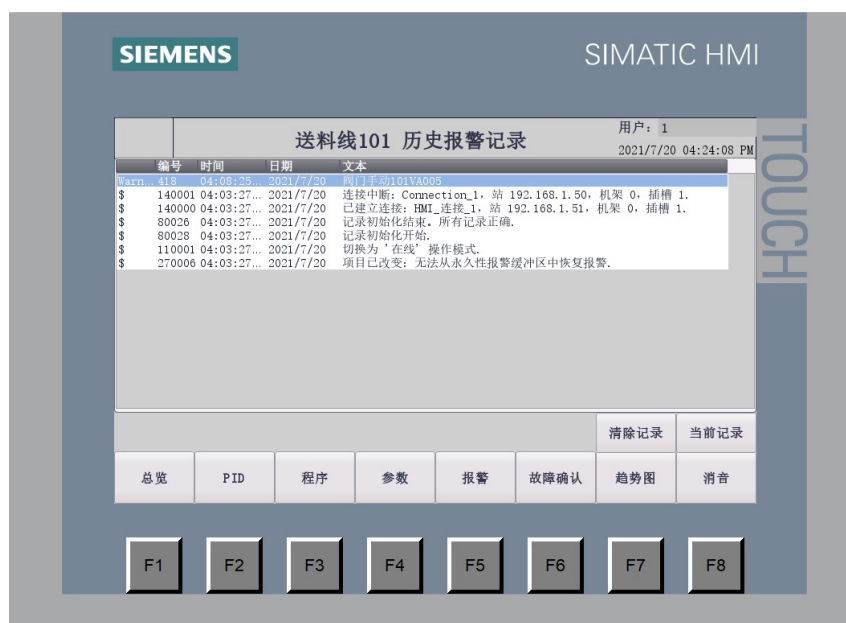 SIEMENS
SIMATIC HMI
TOUCH
送料线101 历史报警记录
用户: 1
2021/7/20 04:24:08 PM
编号 时间 日期 文本
Warn... 418 04:08:25... 2021/7/20 阀门手动101VA005
$ 140001 04:03:27... 2021/7/20 连接中断: Connection_1, 站 192.168.1.50, 机架 0, 插槽 1.
$ 140000 04:03:27... 2021/7/20 已建立连接: HMI_连接_1, 站 192.168.1.51, 机架 0, 插槽 1.
$ 80026 04:03:27... 2021/7/20 记录初始化结束。所有记录正确.
$ 80028 04:03:27... 2021/7/20 记录初始化开始.
$ 110001 04:03:27... 2021/7/20 切换为 '在线' 操作模式.
$ 270006 04:03:27... 2021/7/20 项目已改变: 无法从永久性报警缓冲区中恢复报警.
清除记录 当前记录
总览 PID 程序 参数 报警 故障确认 趋势图 消音
F1 F2 F3 F4 F5 F6 F7 F8